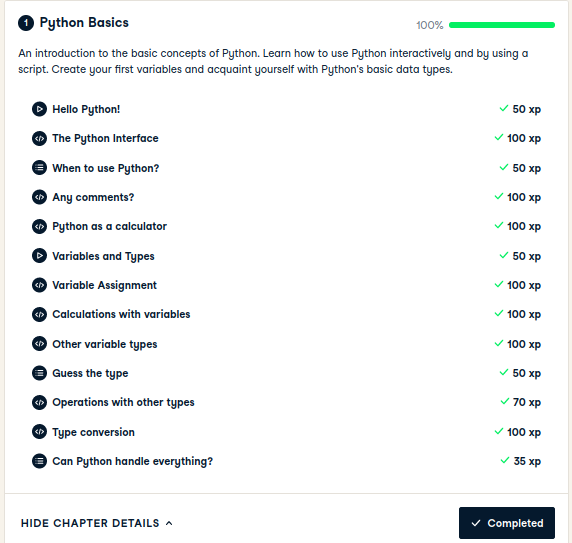 1 Python Basics 100%
An introduction to the basic concepts of Python. Learn how to use Python interactively and by using a
script. Create your first variables and acquaint yourself with Python's basic data types.
Hello Python! 50 xp
The Python Interface 100 xp
When to use Python? 50 xp
Any comments? 100 xp
Python as a calculator 100 xp
Variables and Types 50 xp
Variable Assignment 100 xp
Calculations with variables 100 xp
Other variable types 100 xp
Guess the type 50 xp
Operations with other types 70 xp
Type conversion 100 xp
Can Python handle everything? 35 xp
HIDE CHAPTER DETAILS Completed